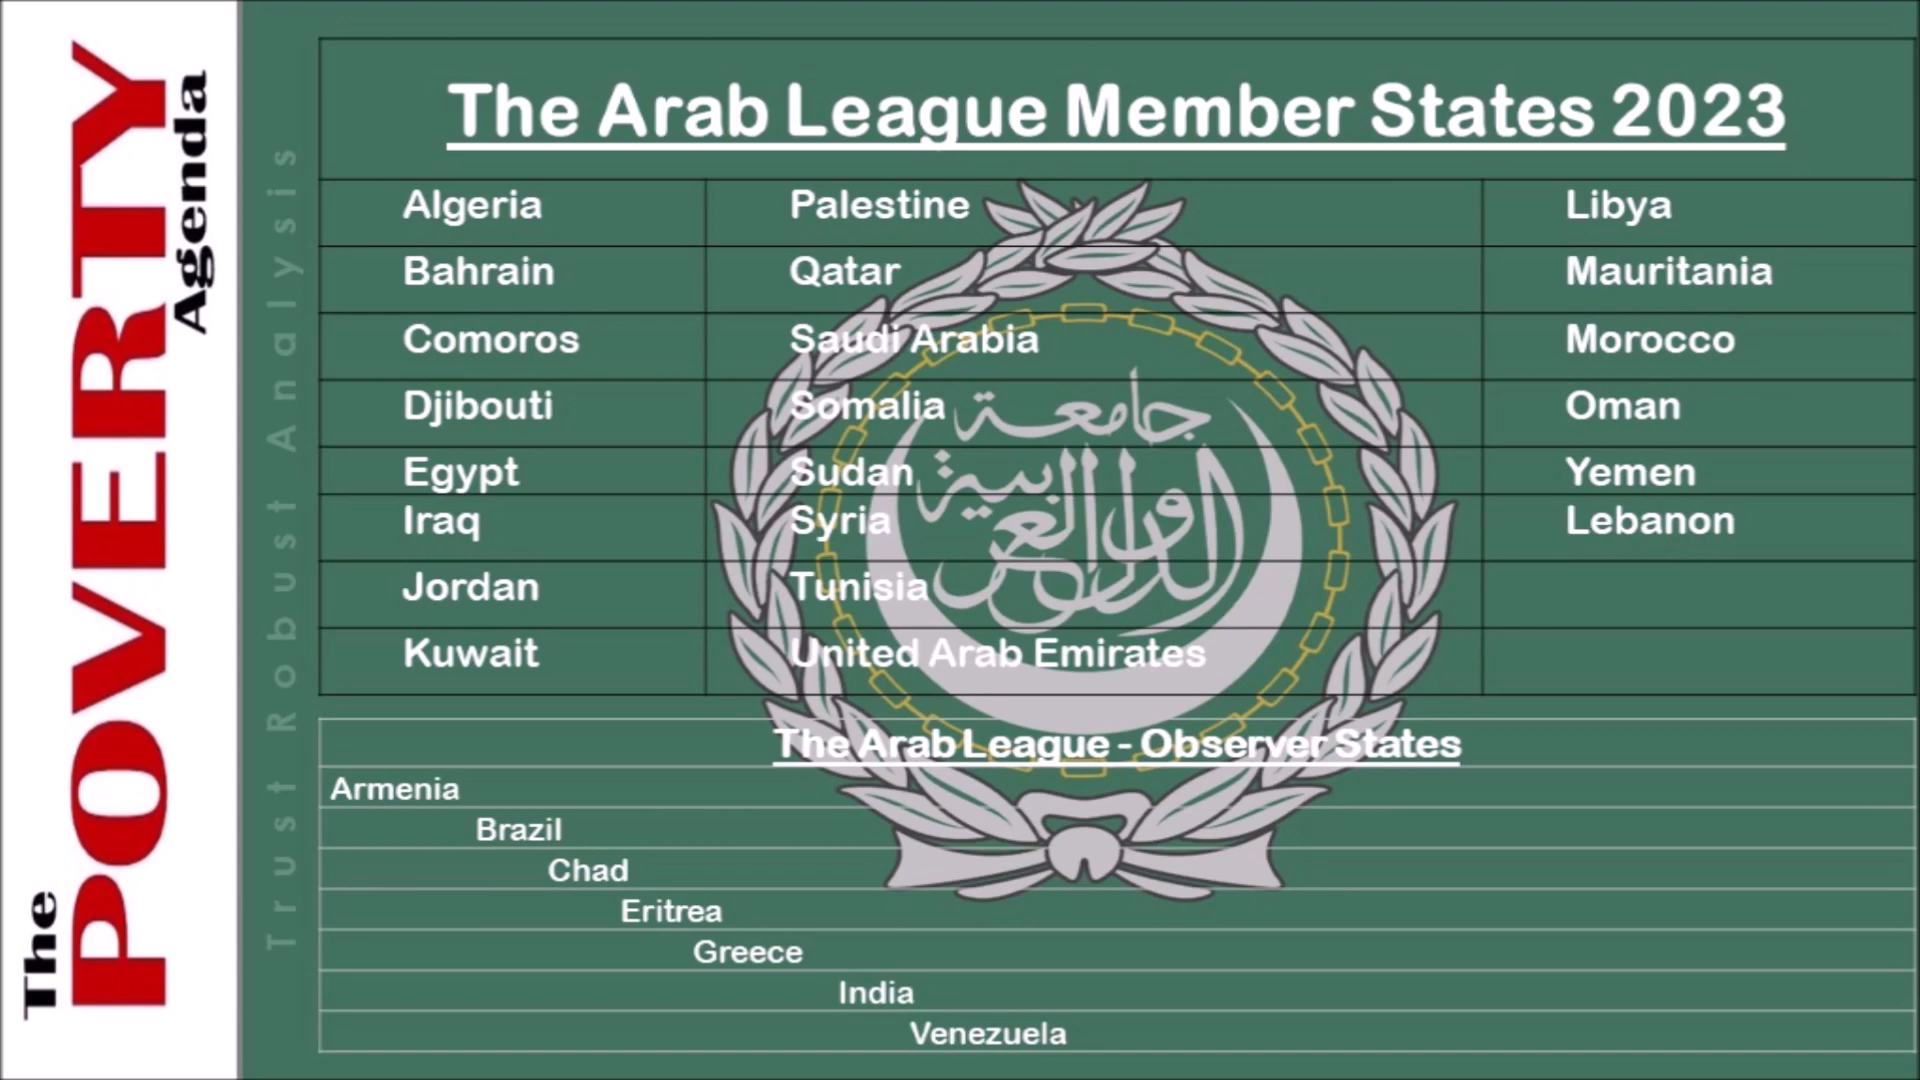 The
POVERTY
Agenda
Trust Robust Analysis
The Arab League Member States 2023
Algeria Palestine Libya
Bahrain Qatar Mauritania
Comoros Saudi Arabia Morocco
Djibouti Somalia Oman
Egypt Sudan Yemen
Iraq Syria Lebanon
Jordan Tunisia
Kuwait United Arab Emirates
جامعة
الدول العربية
The Arab League - Observer States
Armenia
Brazil
Chad
Eritrea
Greece
India
Venezuela